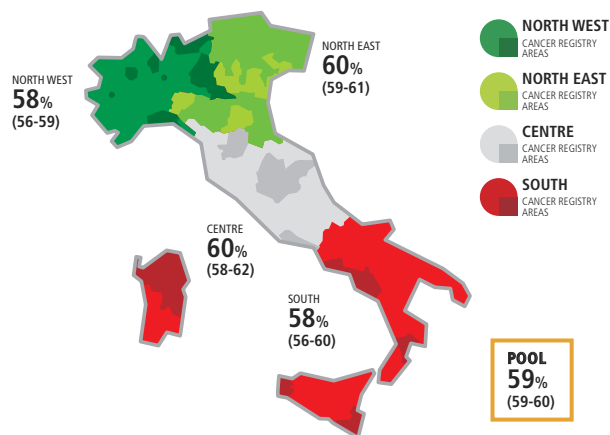 NORTH WEST
58%
(56-59)
NORTH EAST
60%
(59-61)
CENTRE
60%
(58-62)
SOUTH
58%
(56-60)
NORTH WEST
CANCER REGISTRY
AREAS
NORTH EAST
CANCER REGISTRY
AREAS
CENTRE
CANCER REGISTRY
AREAS
SOUTH
CANCER REGISTRY
AREAS
POOL
59%
(59-60)